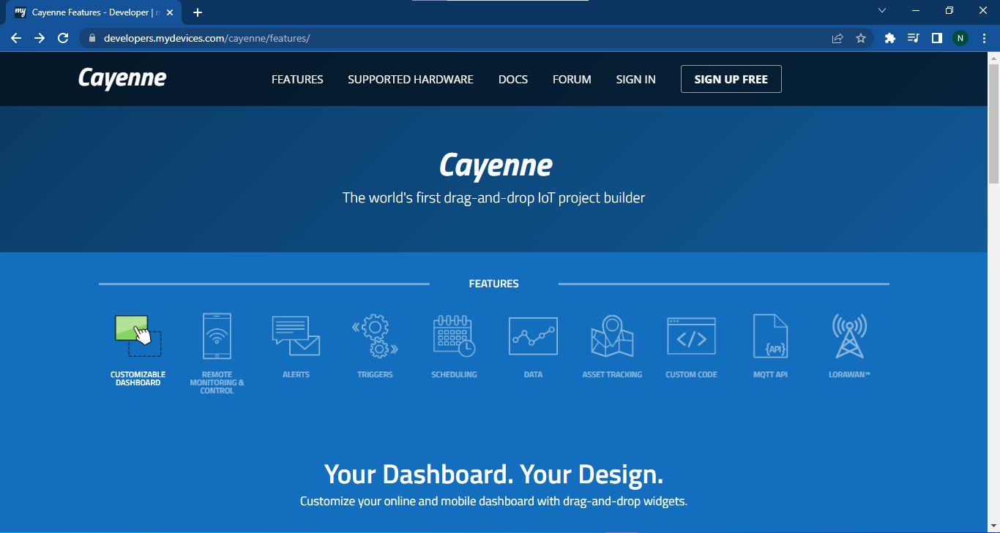 my Cayenne Features - Developer |
developers.mydevices.com/cayenne/features/
N
Cayenne
FEATURES
SUPPORTED HARDWARE
DOCS
FORUM
SIGN IN
SIGN UP FREE
Cayenne
The world's first drag-and-drop IoT project builder
FEATURES
CUSTOMIZABLE
DASHBOARD
REMOTE
MONITORING &
CONTROL
ALERTS
TRIGGERS
SCHEDULING
DATA
ASSET TRACKING
</>
CUSTOM CODE
{API}
MQTT API
LORAWAN™
Your Dashboard. Your Design.
Customize your online and mobile dashboard with drag-and-drop widgets.